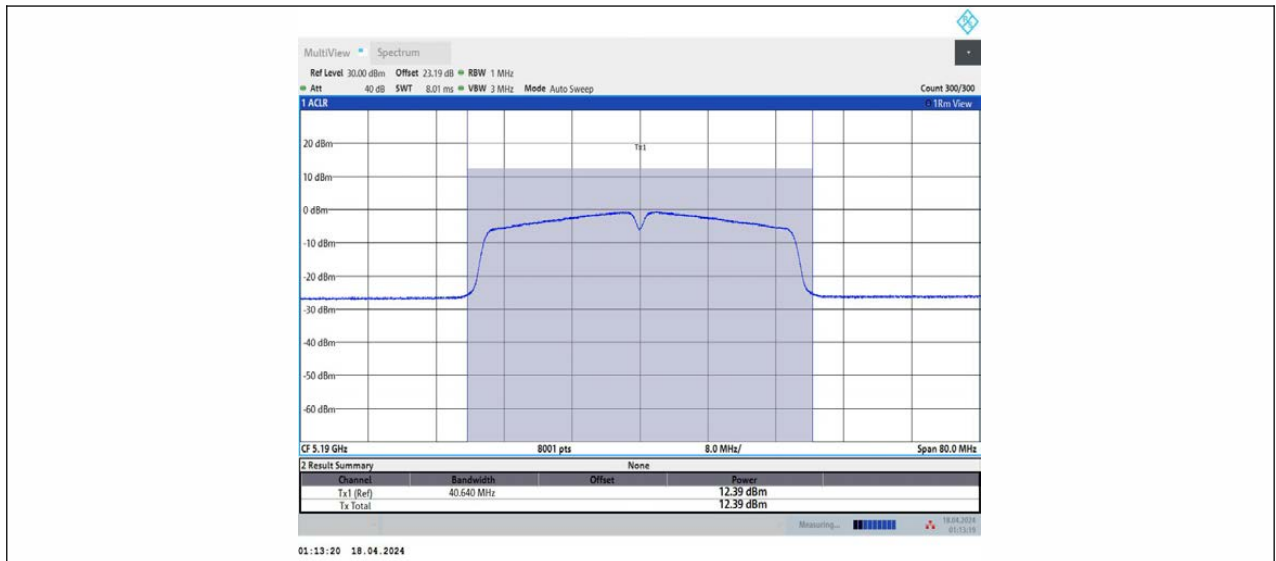 MultiView Spectrum
Ref Level 30.00 dBm Offset 23.19 dB RBW 1 MHz
Att 40 dB SWT 8.01 ms VBW 3 MHz Mode Auto Sweep Count 300/300
1 ACLR 1Rm View
20 dBm
Tx1
10 dBm
0 dBm
-10 dBm
-20 dBm
-30 dBm
-40 dBm
-50 dBm
-60 dBm
CF 5.19 GHz 8001 pts 8.0 MHz/ Span 80.0 MHz
2 Result Summary None
Channel Bandwidth Offset Power
Tx1 (Ref) 40.640 MHz 12.39 dBm
Tx Total 12.39 dBm
Measuring... 18.04.2024
01:13:19
01:13:20 18.04.2024